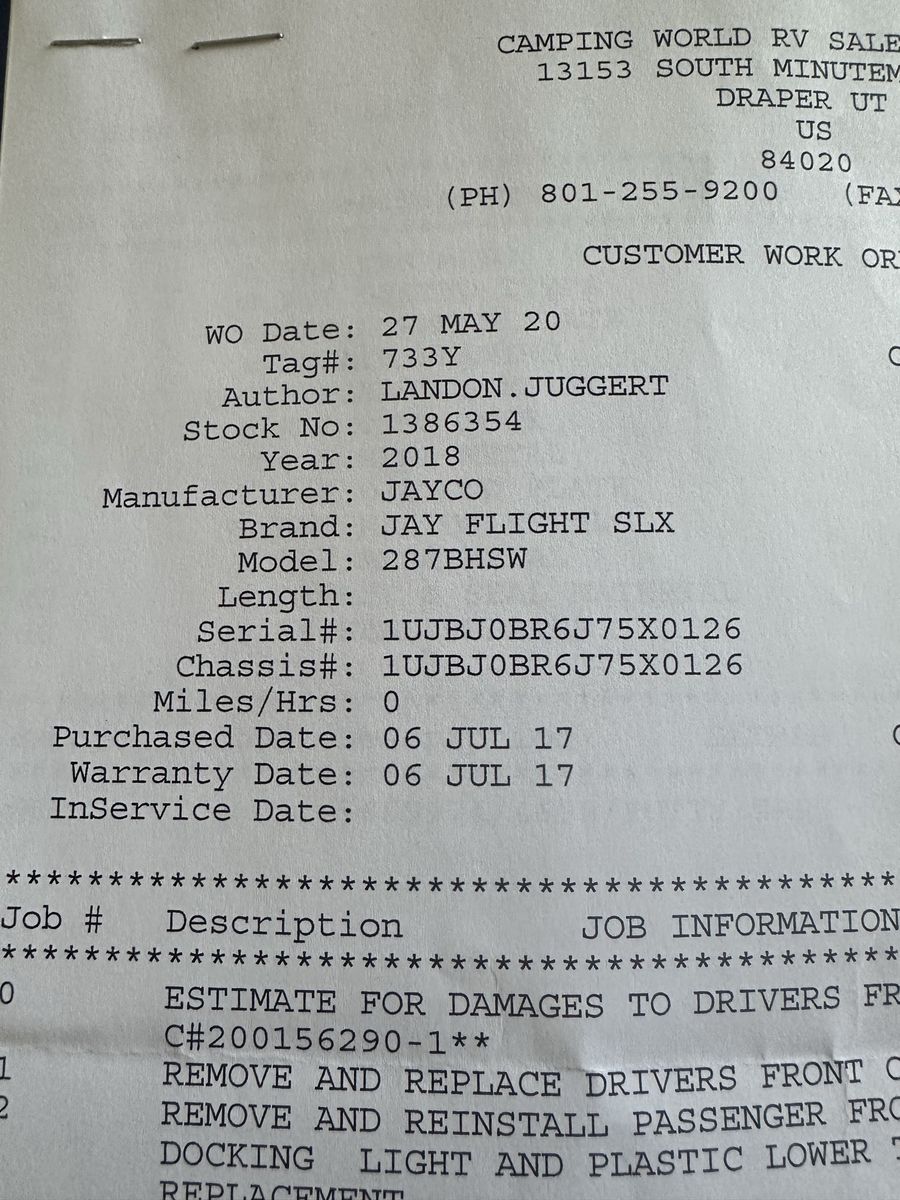 CAMPING WORLD RV SALE
13153 SOUTH MINUTEM
DRAPER UT
US
84020
(PH) 801-255-9200 (FAX
CUSTOMER WORK OR
WO Date: 27 MAY 20
Tag#: 733Y
Author: LANDON.JUGGERT
Stock No: 1386354
Year: 2018
Manufacturer: JAYCO
Brand: JAY FLIGHT SLX
Model: 287BHSW
Length:
Serial#: 1UJBJ0BR6J75X0126
Chassis#: 1UJBJ0BR6J75X0126
Miles/Hrs: 0
Purchased Date: 06 JUL 17
Warranty Date: 06 JUL 17
InService Date:
*******************************************
Job # Description JOB INFORMATION
*******************************************
0 ESTIMATE FOR DAMAGES TO DRIVERS FR
C#200156290-1**
1 REMOVE AND REPLACE DRIVERS FRONT C
2 REMOVE AND REINSTALL PASSENGER FRO
DOCKING LIGHT AND PLASTIC LOWER T
REPLACEMENT